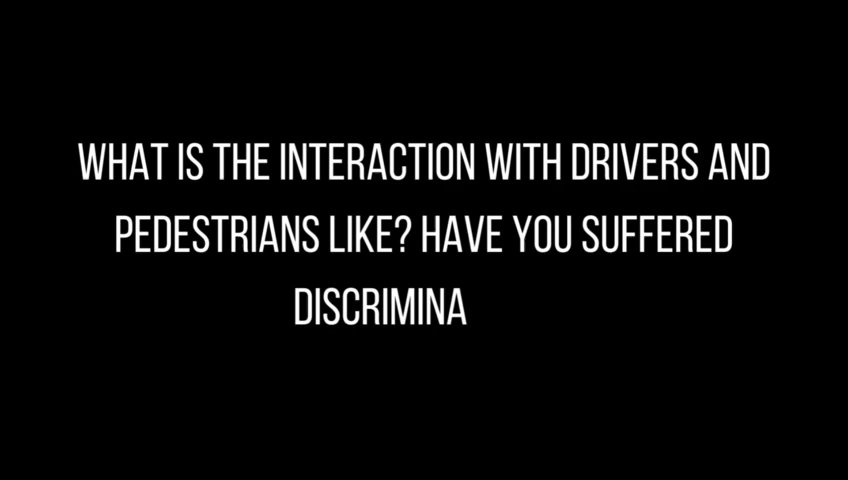 WHAT IS THE INTERACTION WITH DRIVERS AND
PEDESTRIANS LIKE? HAVE YOU SUFFERED
DISCRIMINA